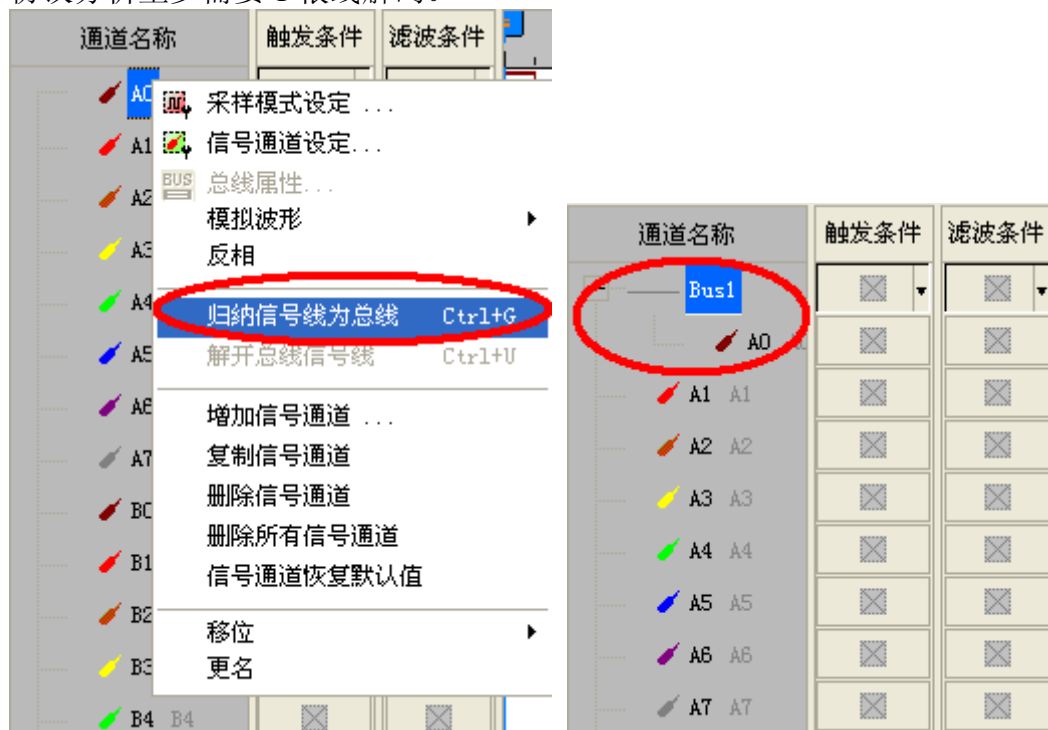 通道名称 触发条件 滤波条件
A0
A1
A2
A3
A4
A5
A6
A7
B0
B1
B2
B3
B4 B4
采样模式设定 ...
信号通道设定...
BUS 总线属性...
模拟波形
反相
归纳信号线为总线 Ctrl+G
解开总线信号线 Ctrl+U
增加信号通道 ...
复制信号通道
删除信号通道
删除所有信号通道
信号通道恢复默认值
移位
更名
通道名称 触发条件 滤波条件
Bus1
A0
A1 A1
A2 A2
A3 A3
A4 A4
A5 A5
A6 A6
A7 A7